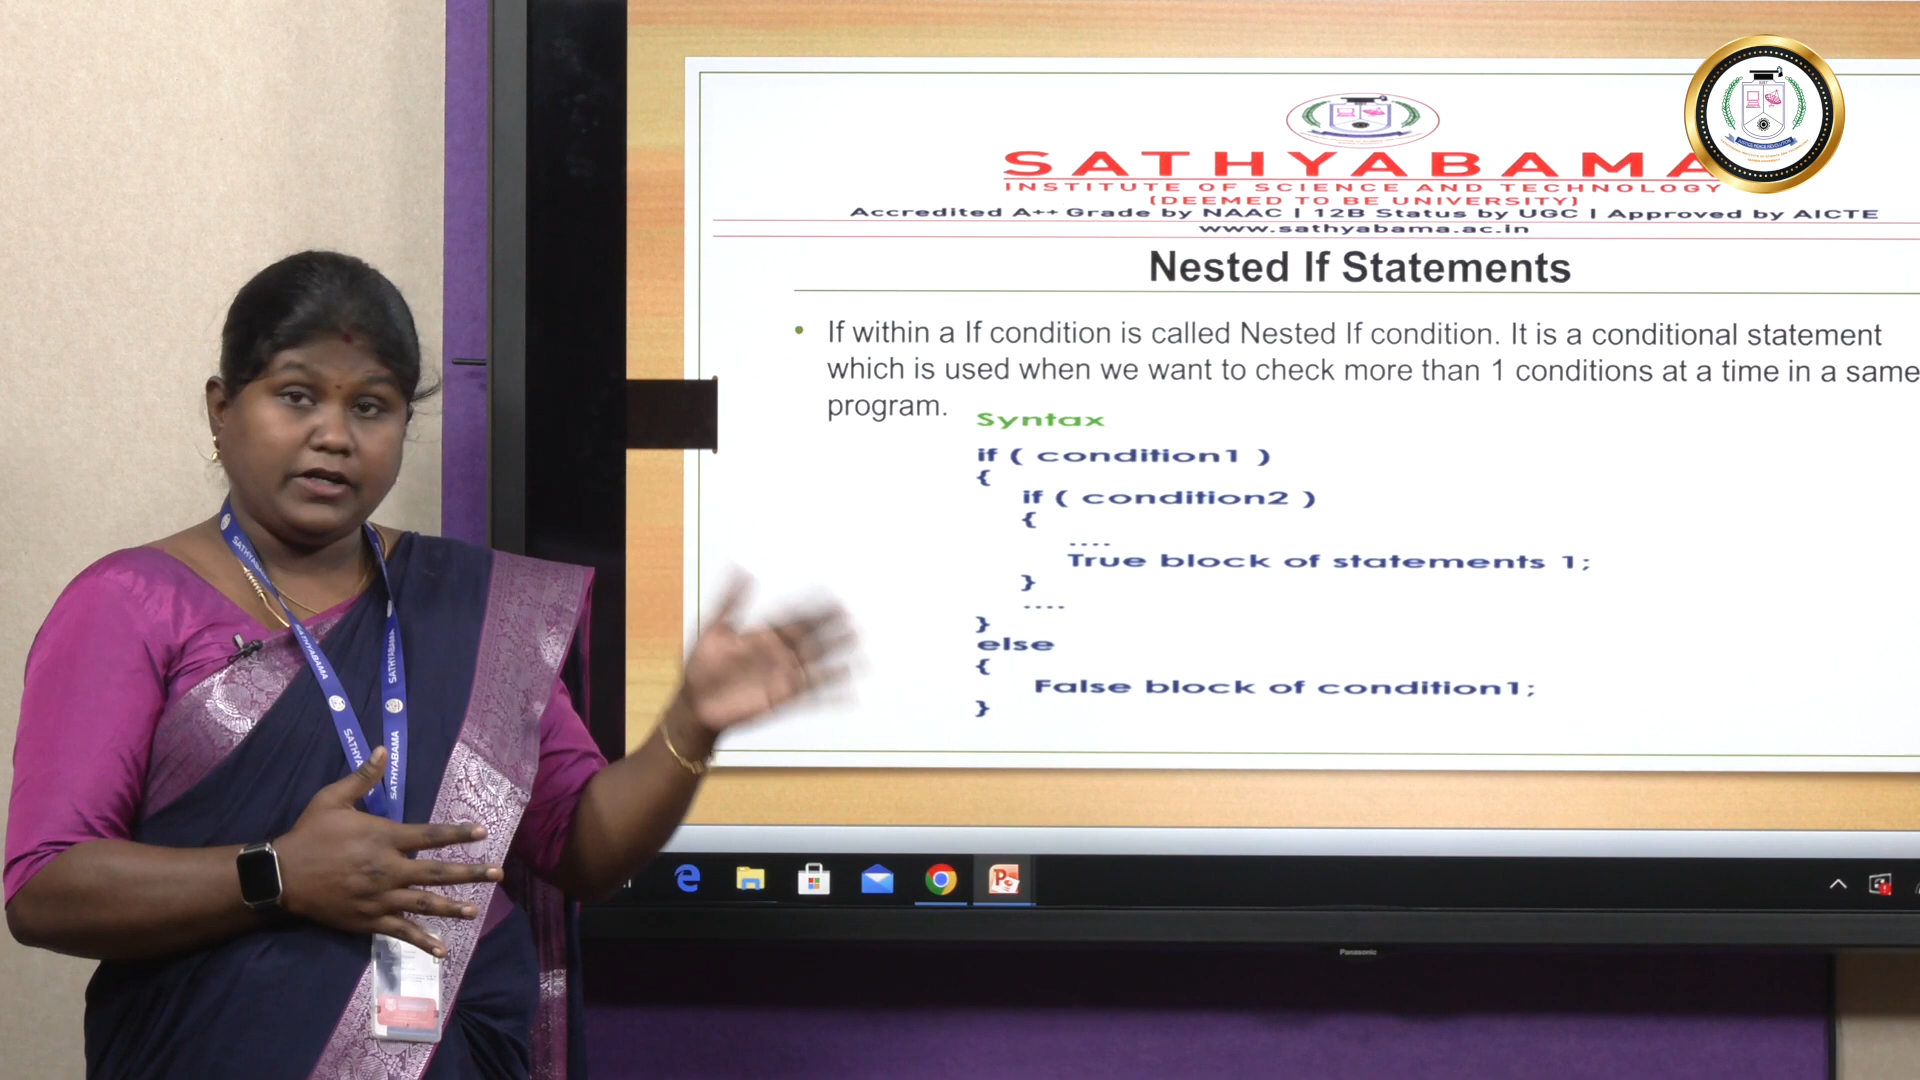 SATHYABAMA
INSTITUTE OF SCIENCE AND TECHNOLOGY
(DEEMED TO BE UNIVERSITY)
Accredited A++ Grade by NAAC | 12B Status by UGC | Approved by AICTE
www.sathyabama.ac.in
Nested If Statements
• If within a If condition is called Nested If condition. It is a conditional statement
which is used when we want to check more than 1 conditions at a time in a same
program.
Syntax
if ( condition1 )
{
if ( condition2 )
{
....
True block of statements 1;
}
....
}
else
{
False block of condition1;
}
Panasonic
SATHYABAMA
SATHYABAMA
SATHYABAMA